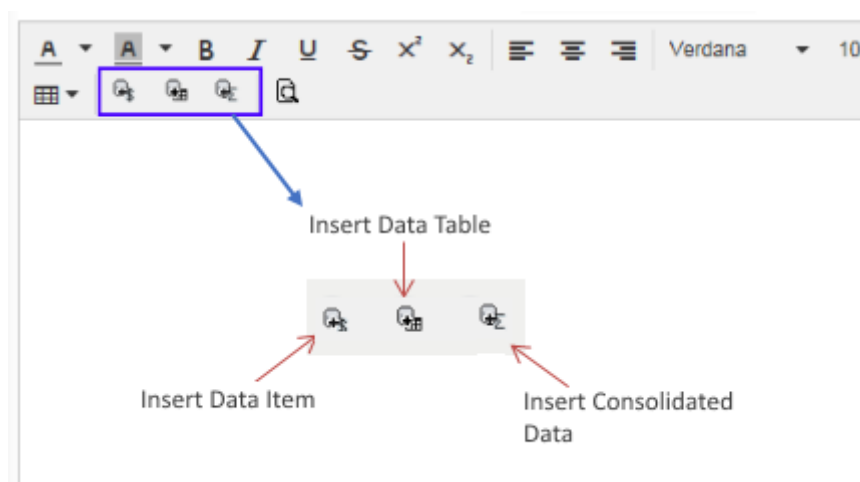 A A B I U S X² X₂ Verdana 10
$ Σ
Insert Data Table
$ Σ
Insert Data Item
Insert Consolidated
Data